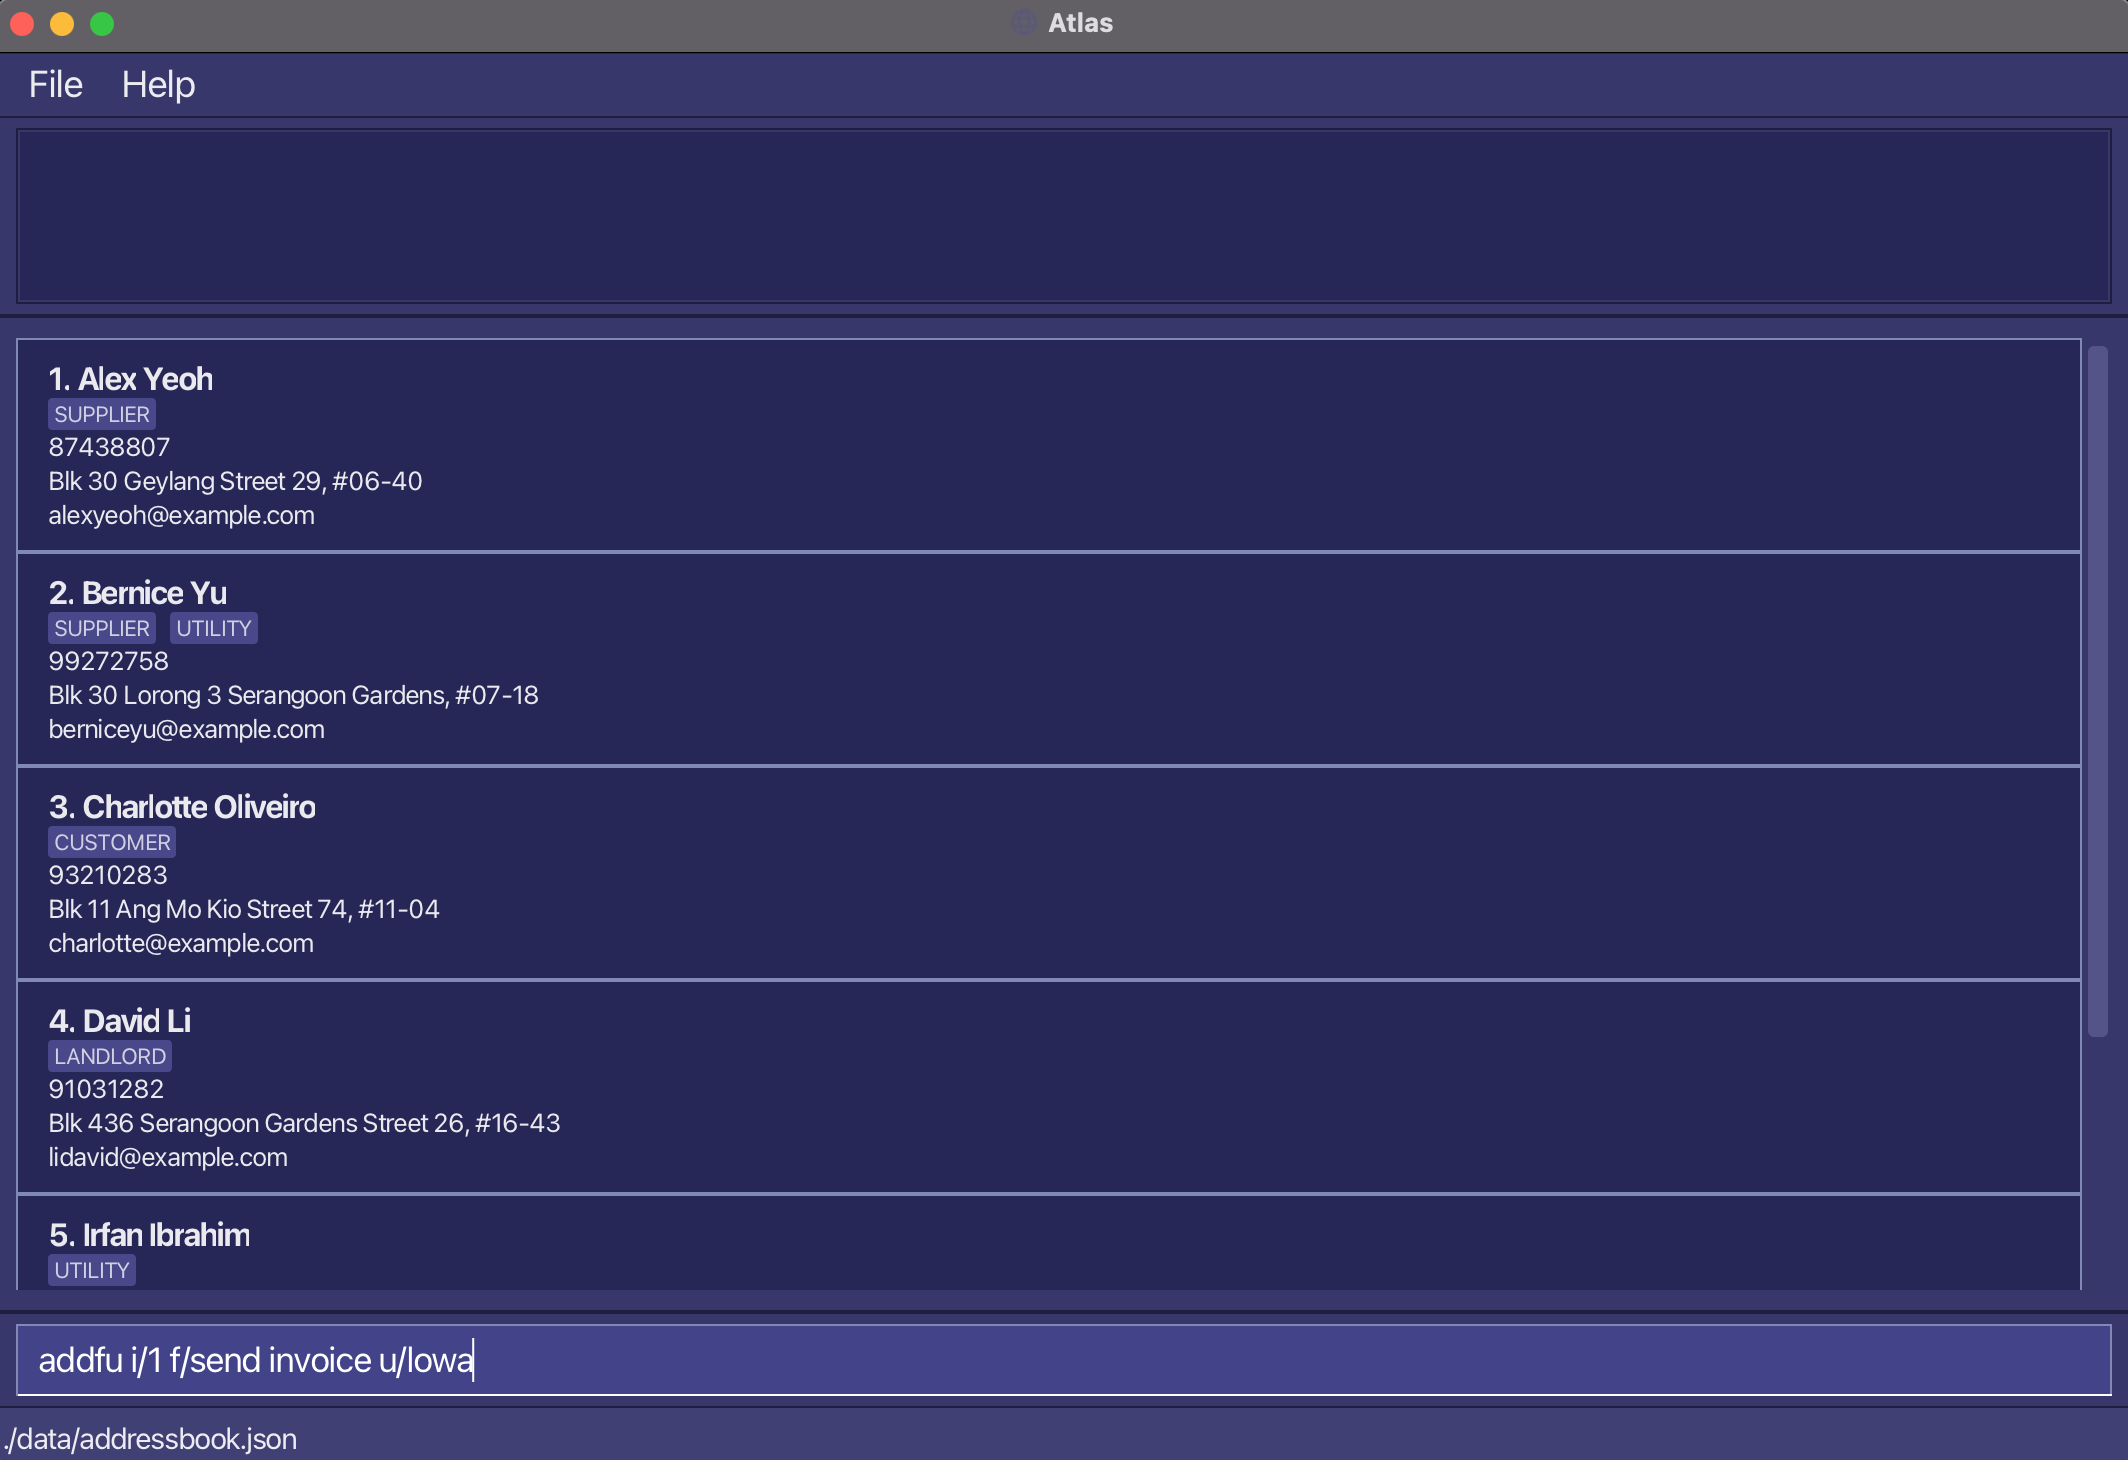 Atlas
File Help
1. Alex Yeoh
SUPPLIER
87438807
Blk 30 Geylang Street 29, #06-40
alexyeoh@example.com
2. Bernice Yu
SUPPLIER UTILITY
99272758
Blk 30 Lorong 3 Serangoon Gardens, #07-18
berniceyu@example.com
3. Charlotte Oliveiro
CUSTOMER
93210283
Blk 11 Ang Mo Kio Street 74, #11-04
charlotte@example.com
4. David Li
LANDLORD
91031282
Blk 436 Serangoon Gardens Street 26, #16-43
lidavid@example.com
5. Irfan Ibrahim
UTILITY
addfu i/1 f/send invoice u/lowa
./data/addressbook.json